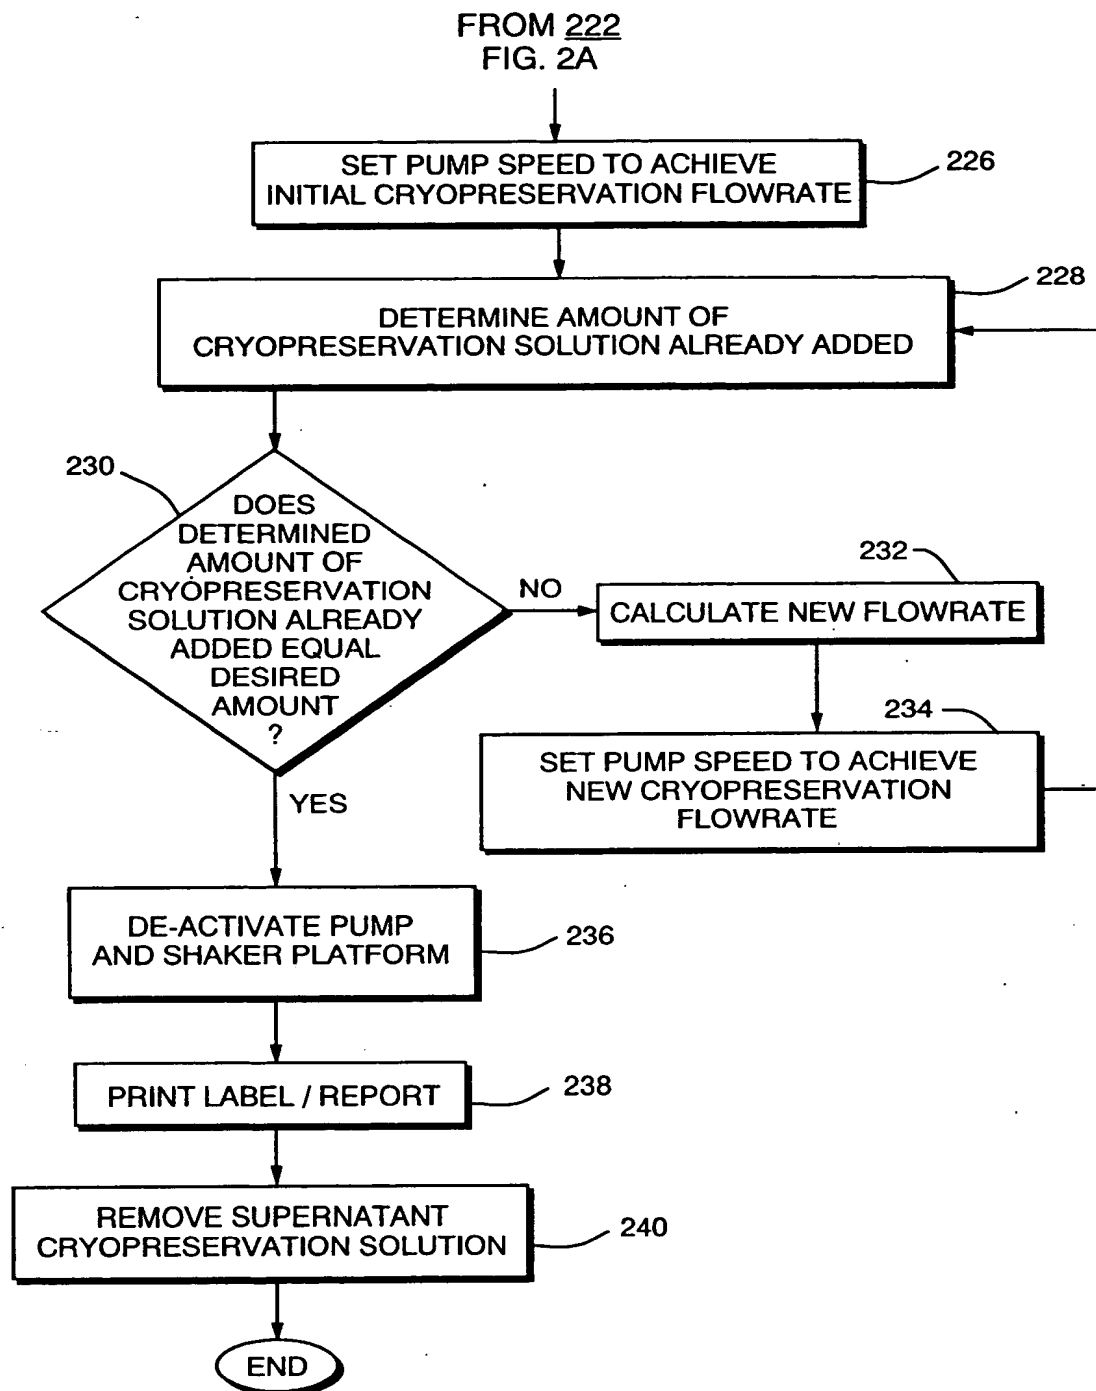 FROM 222
FIG. 2A
SET PUMP SPEED TO ACHIEVE
INITIAL CRYOPRESERVATION FLOWRATE
226
228
DETERMINE AMOUNT OF
CRYOPRESERVATION SOLUTION ALREADY ADDED
230
DOES
DETERMINED
AMOUNT OF
CRYOPRESERVATION
SOLUTION ALREADY
ADDED EQUAL
DESIRED
AMOUNT
?
NO
232
CALCULATE NEW FLOWRATE
234
SET PUMP SPEED TO ACHIEVE
NEW CRYOPRESERVATION
FLOWRATE
YES
DE-ACTIVATE PUMP
AND SHAKER PLATFORM
236
PRINT LABEL / REPORT
238
REMOVE SUPERNATANT
CRYOPRESERVATION SOLUTION
240
END